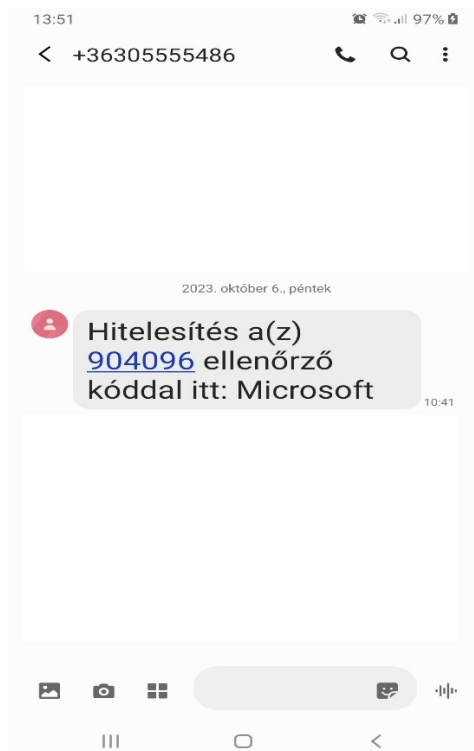 13:51 97%
+36305555486
2023. október 6., péntek
Hitelesítés a(z)
904096 ellenőrző
kóddal itt: Microsoft
10:41